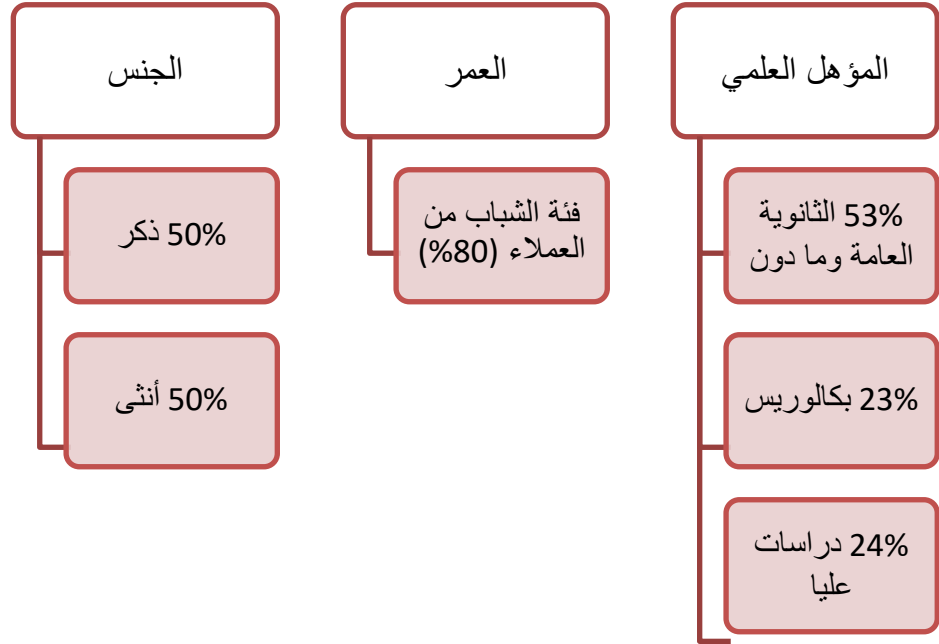 المؤهل العلمي
53% الثانوية
العامة وما دون
23% بكالوريس
24% دراسات
عليا
العمر
فئة الشباب من
العملاء (80%)
الجنس
50% ذكر
50% أنثى